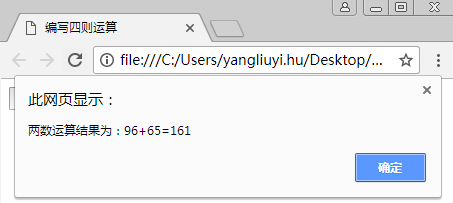 编写四则运算
file:///C:/Users/yangliuyi.hu/Desktop/...
此网页显示：
两数运算结果为：96+65=161
确定